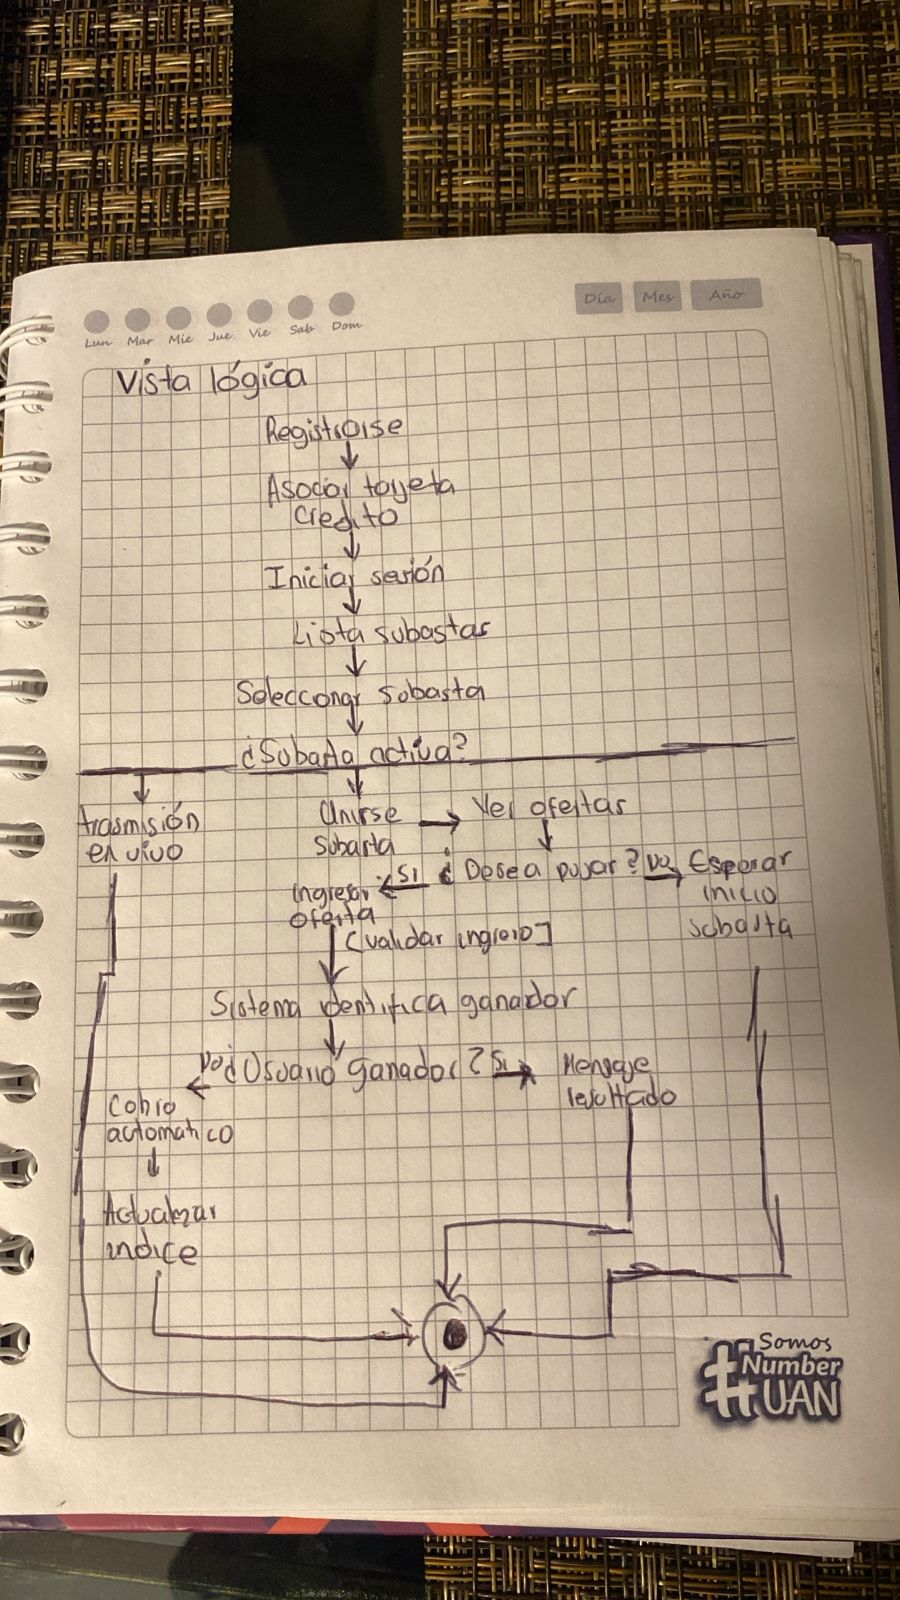 Lun Mar Mie Jue Vie Sab Dom
Día Mes Año
Vista lógica
Registrarse
Asociar tarjeta
credito
Iniciar sesión
Lista subastas
Seleccionar subasta
¿Subasta activa?
trasmisión
en vivo
Unirse
subasta
Ver ofertas
¿Desea pujar?
SI
no
Ingresar
oferta
Esperar
inicio
subasta
[validar ingreso]
Sistema identifica ganador
no
¿Usuario ganador?
Si
Mensaje
resultado
Cobro
automatico
Actualizar
indice
Somos
#Number
UAN